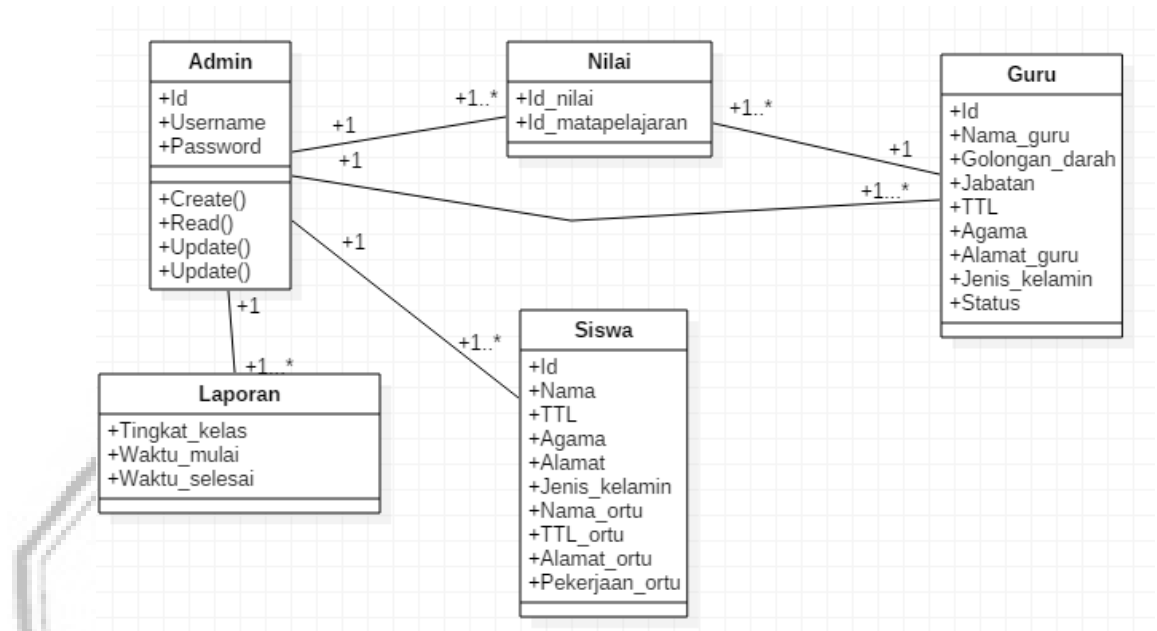 Admin
+Id
+Username
+Password
+Create()
+Read()
+Update()
+Update()
Nilai
+Id_nilai
+Id_matapelajaran
Guru
+Id
+Nama_guru
+Golongan_darah
+Jabatan
+TTL
+Agama
+Alamat_guru
+Jenis_kelamin
+Status
+1
+1..*
+1..*
+1
+1
+1...*
+1
+1..*
+1
+1...*
Laporan
+Tingkat_kelas
+Waktu_mulai
+Waktu_selesai
Siswa
+Id
+Nama
+TTL
+Agama
+Alamat
+Jenis_kelamin
+Nama_ortu
+TTL_ortu
+Alamat_ortu
+Pekerjaan_ortu